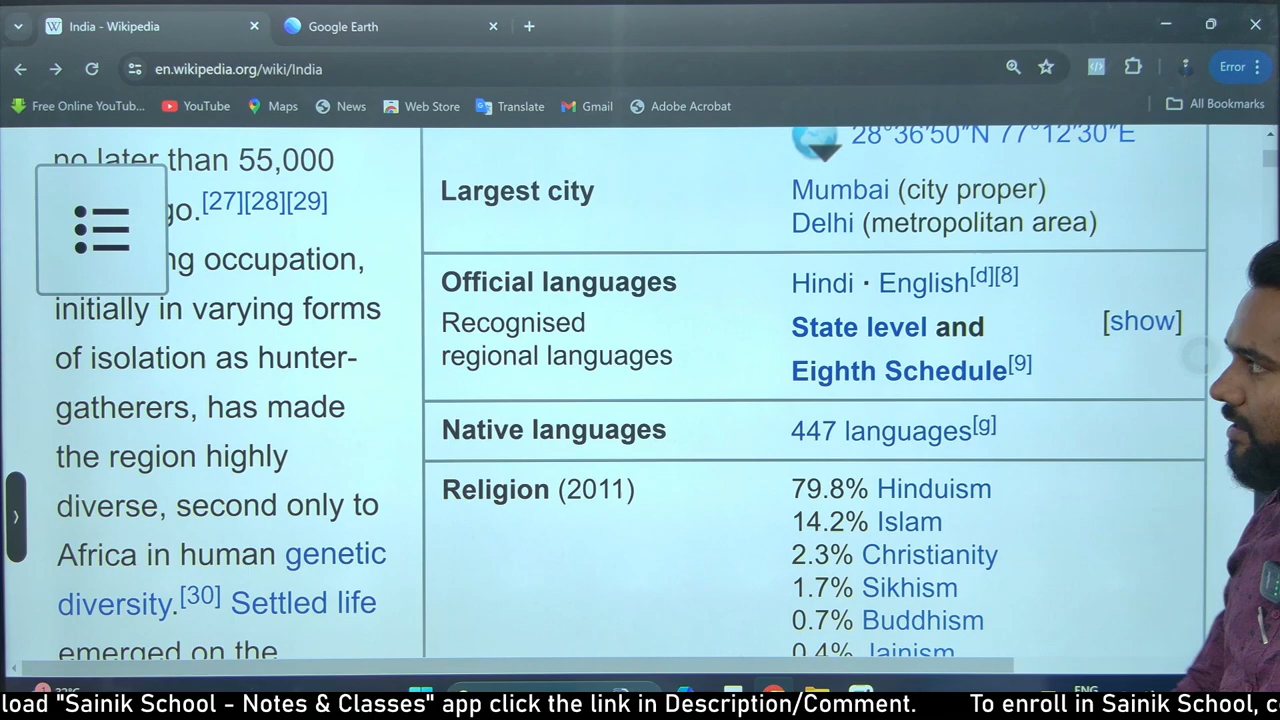 India - Wikipedia
Google Earth
en.wikipedia.org/wiki/India
Error
Free Online YouTub...
YouTube
Maps
News
Web Store
Translate
Gmail
Adobe Acrobat
All Bookmarks
no later than 55,000
go.[27][28][29]
ng occupation,
initially in varying forms
of isolation as hunter-
gatherers, has made
the region highly
diverse, second only to
Africa in human genetic
diversity.[30] Settled life
emerged on the
28°36′50″N 77°12′30″E
Largest city
Mumbai (city proper)
Delhi (metropolitan area)
Official languages
Hindi · English[d][8]
Recognised
regional languages
State level and
Eighth Schedule[9]
[show]
Native languages
447 languages[g]
Religion (2011)
79.8% Hinduism
14.2% Islam
2.3% Christianity
1.7% Sikhism
0.7% Buddhism
0.4% Jainism
ENG
load "Sainik School - Notes & Classes" app click the link in Description/Comment. To enroll in Sainik School, c